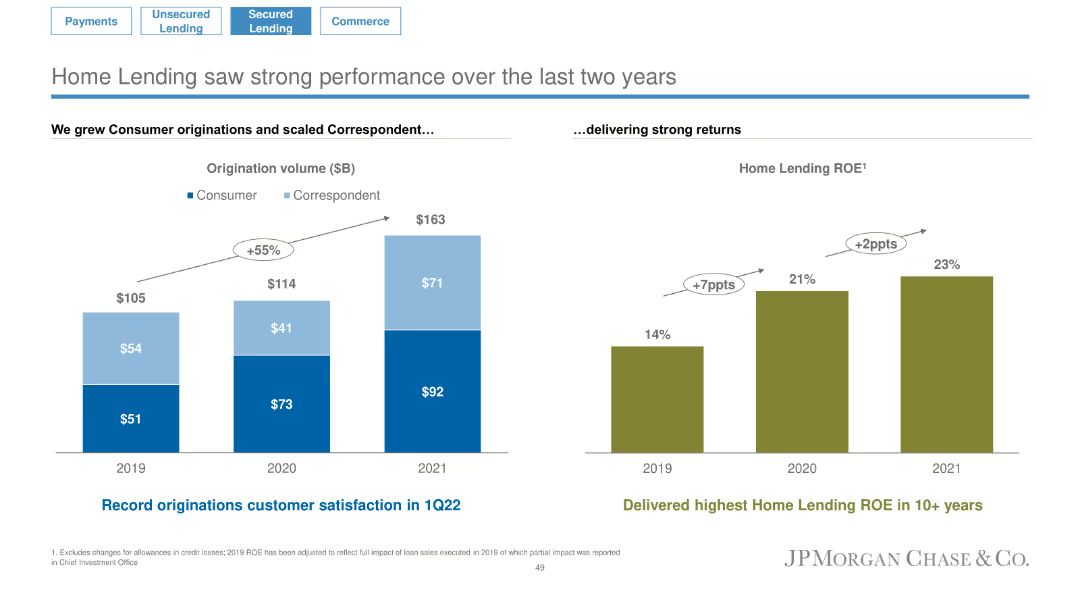 Payments
Unsecured
Lending
Secured
Lending
Commerce
Home Lending saw strong performance over the last two years
We grew Consumer originations and scaled Correspondent…
Origination volume ($B)
Consumer Correspondent
+55%
$105
$114
$163
$54
$41
$71
$51
$73
$92
2019 2020 2021
Record originations customer satisfaction in 1Q22
…delivering strong returns
Home Lending ROE¹
+7ppts
+2ppts
14%
21%
23%
2019 2020 2021
Delivered highest Home Lending ROE in 10+ years
1. Excludes changes for allowances in credit losses; 2019 ROE has been adjusted to reflect full impact of loan sales executed in 2019 of which partial impact was reported
in Chief Investment Office
49
JPMORGAN CHASE & CO.